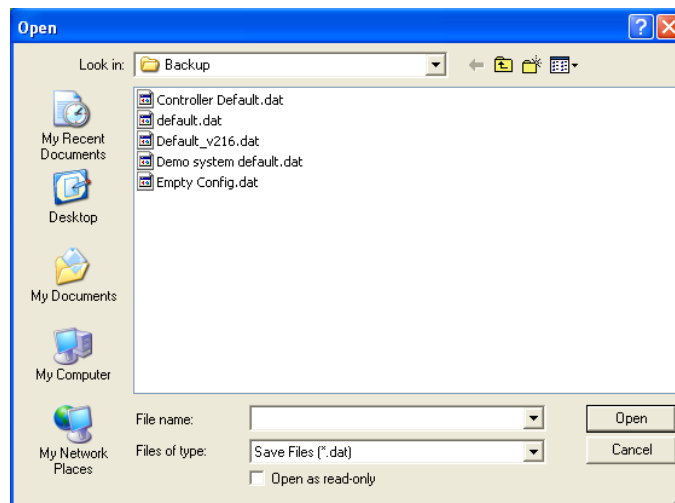 Open
Look in: Backup
My Recent
Documents
Desktop
My Documents
My Computer
My Network
Places
Controller Default.dat
default.dat
Default_v216.dat
Demo system default.dat
Empty Config.dat
File name: Open
Files of type: Save Files (*.dat) Cancel
Open as read-only